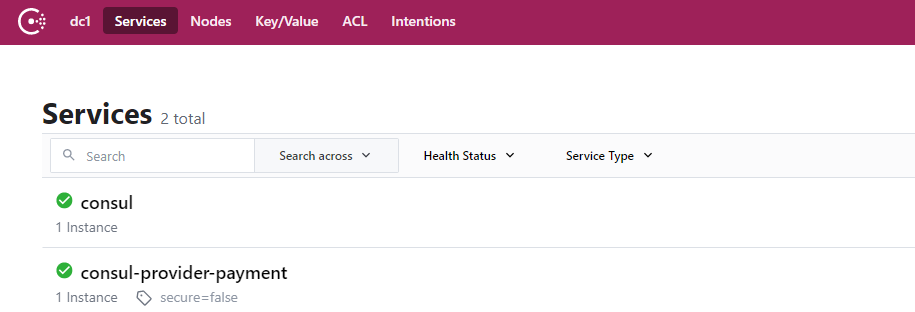 dc1 Services Nodes Key/Value ACL Intentions
Services 2 total
Search Search across Health Status Service Type
consul
1 Instance
consul-provider-payment
1 Instance secure=false